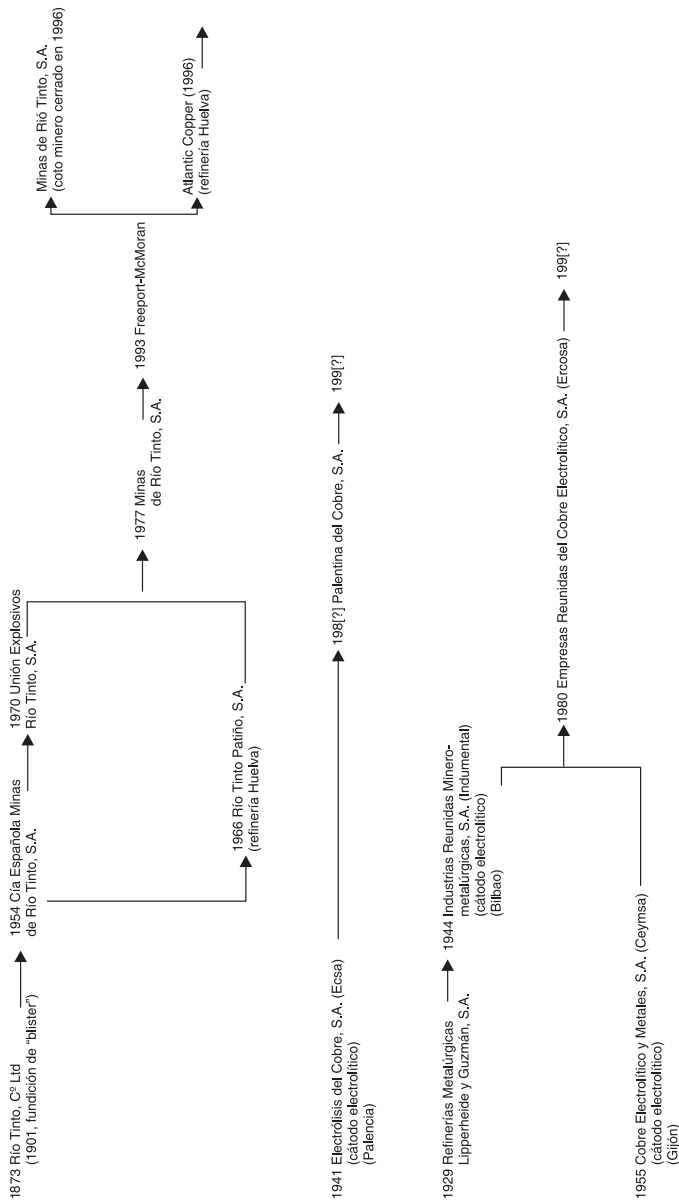 1873 Río Tinto, Cº Ltd
(1901, fundición de “blister”)
1954 Cía Española Minas
de Río Tinto, S.A.
1970 Unión Explosivos
Río Tinto, S.A.
1966 Río Tinto Patiño, S.A.
(refinería Huelva)
1977 Minas
de Río Tinto, S.A.
1993 Freeport-McMoran
Minas de Rió Tinto, S.A.
(coto minero cerrado en 1996)
Atlantic Copper (1996)
(refinería Huelva)
1941 Electrólisis del Cobre, S.A. (Ecsa)
(cátodo electrolítico)
(Palencia)
198[?] Palentina del Cobre, S.A.
199[?]
1929 Refinerías Metalúrgicas
Lipperheide y Guzmán, S.A.
1944 Industrias Reunidas Minero-
metalúrgicas, S.A. (Indumental)
(cátodo electrolítico)
(Bilbao)
1980 Empresas Reunidas del Cobre Electrolítico, S.A. (Ercosa)
199[?]
1955 Cobre Electrolítico y Metales, S.A. (Ceymsa)
(cátodo electrolítico)
(Gijón)